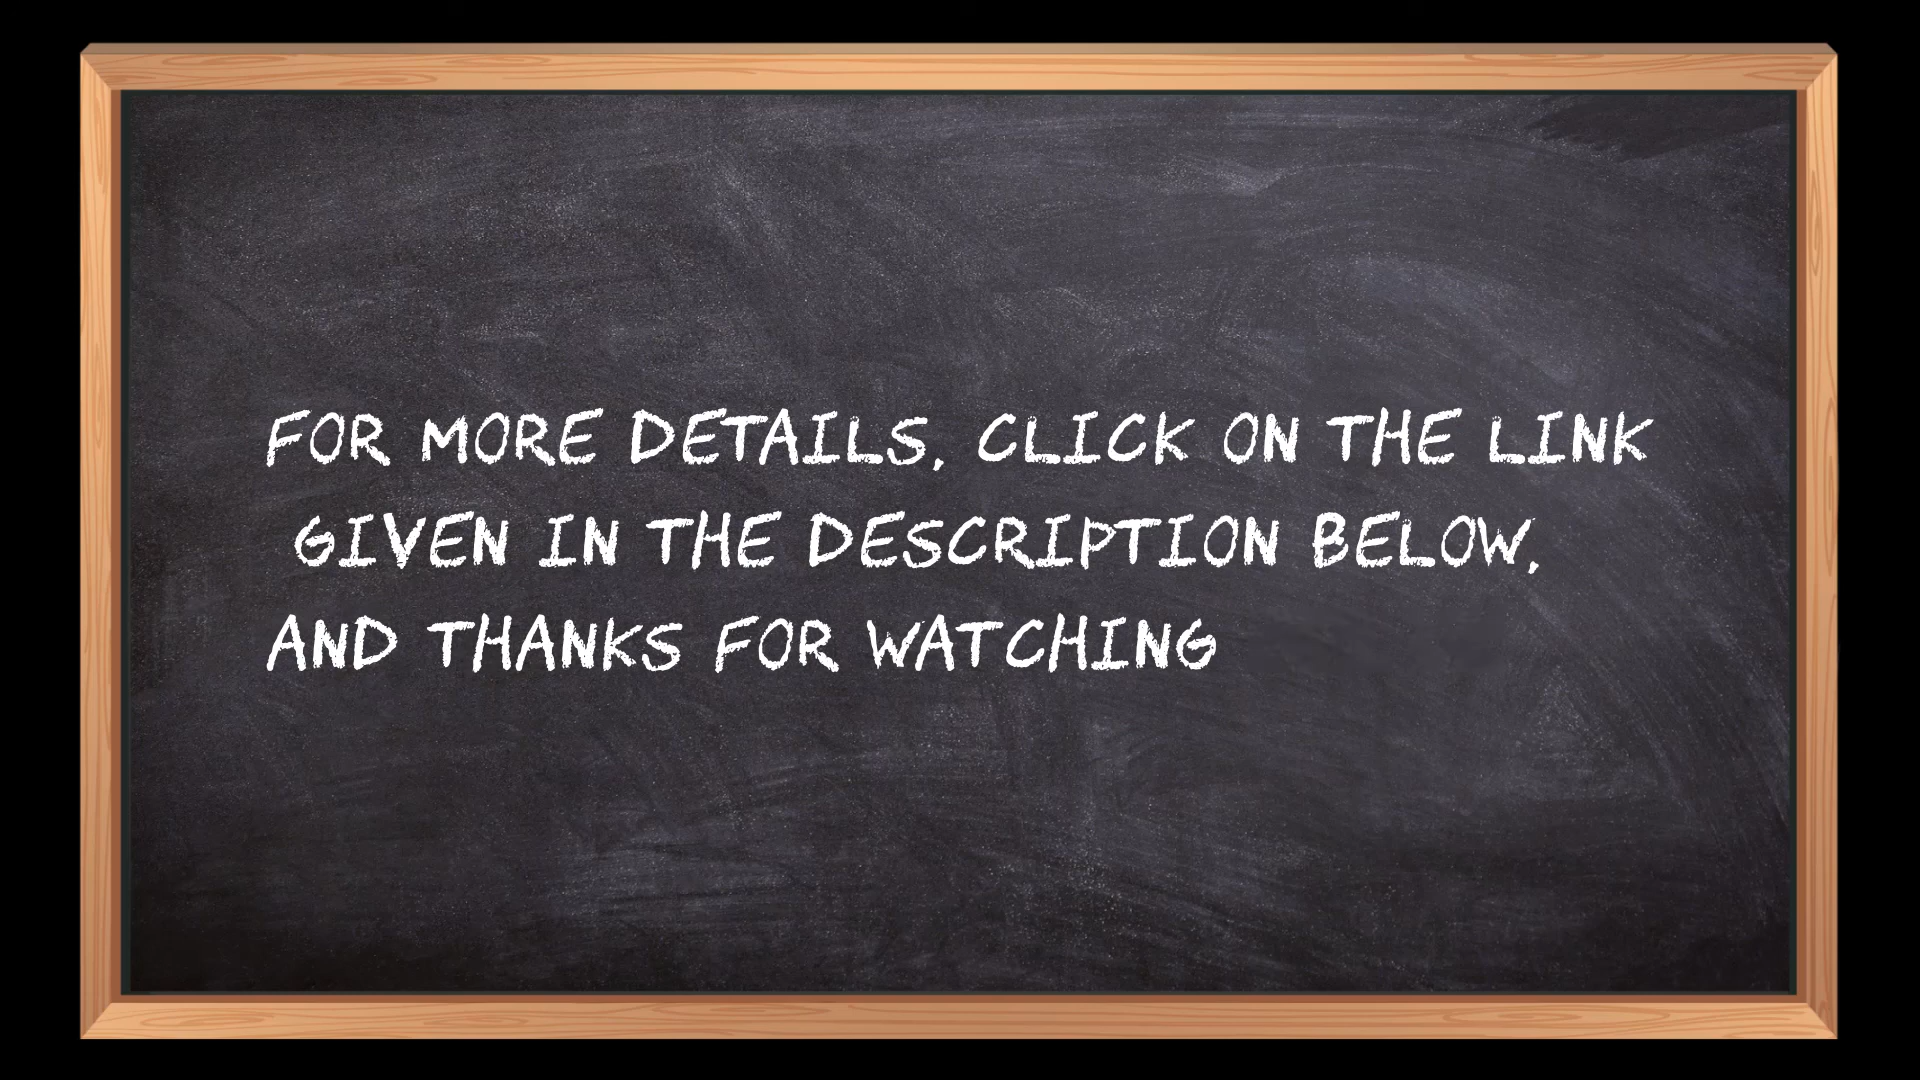 FOR MORE DETAILS, CLICK ON THE LINK
GIVEN IN THE DESCRIPTION BELOW,
AND THANKS FOR WATCHING